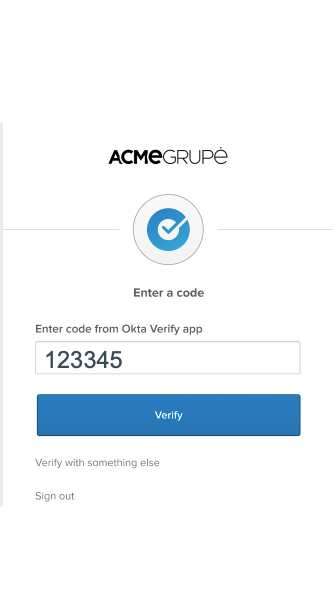 ACMeGRUPĖ
Enter a code
Enter code from Okta Verify app
123345
Verify
Verify with something else
Sign out